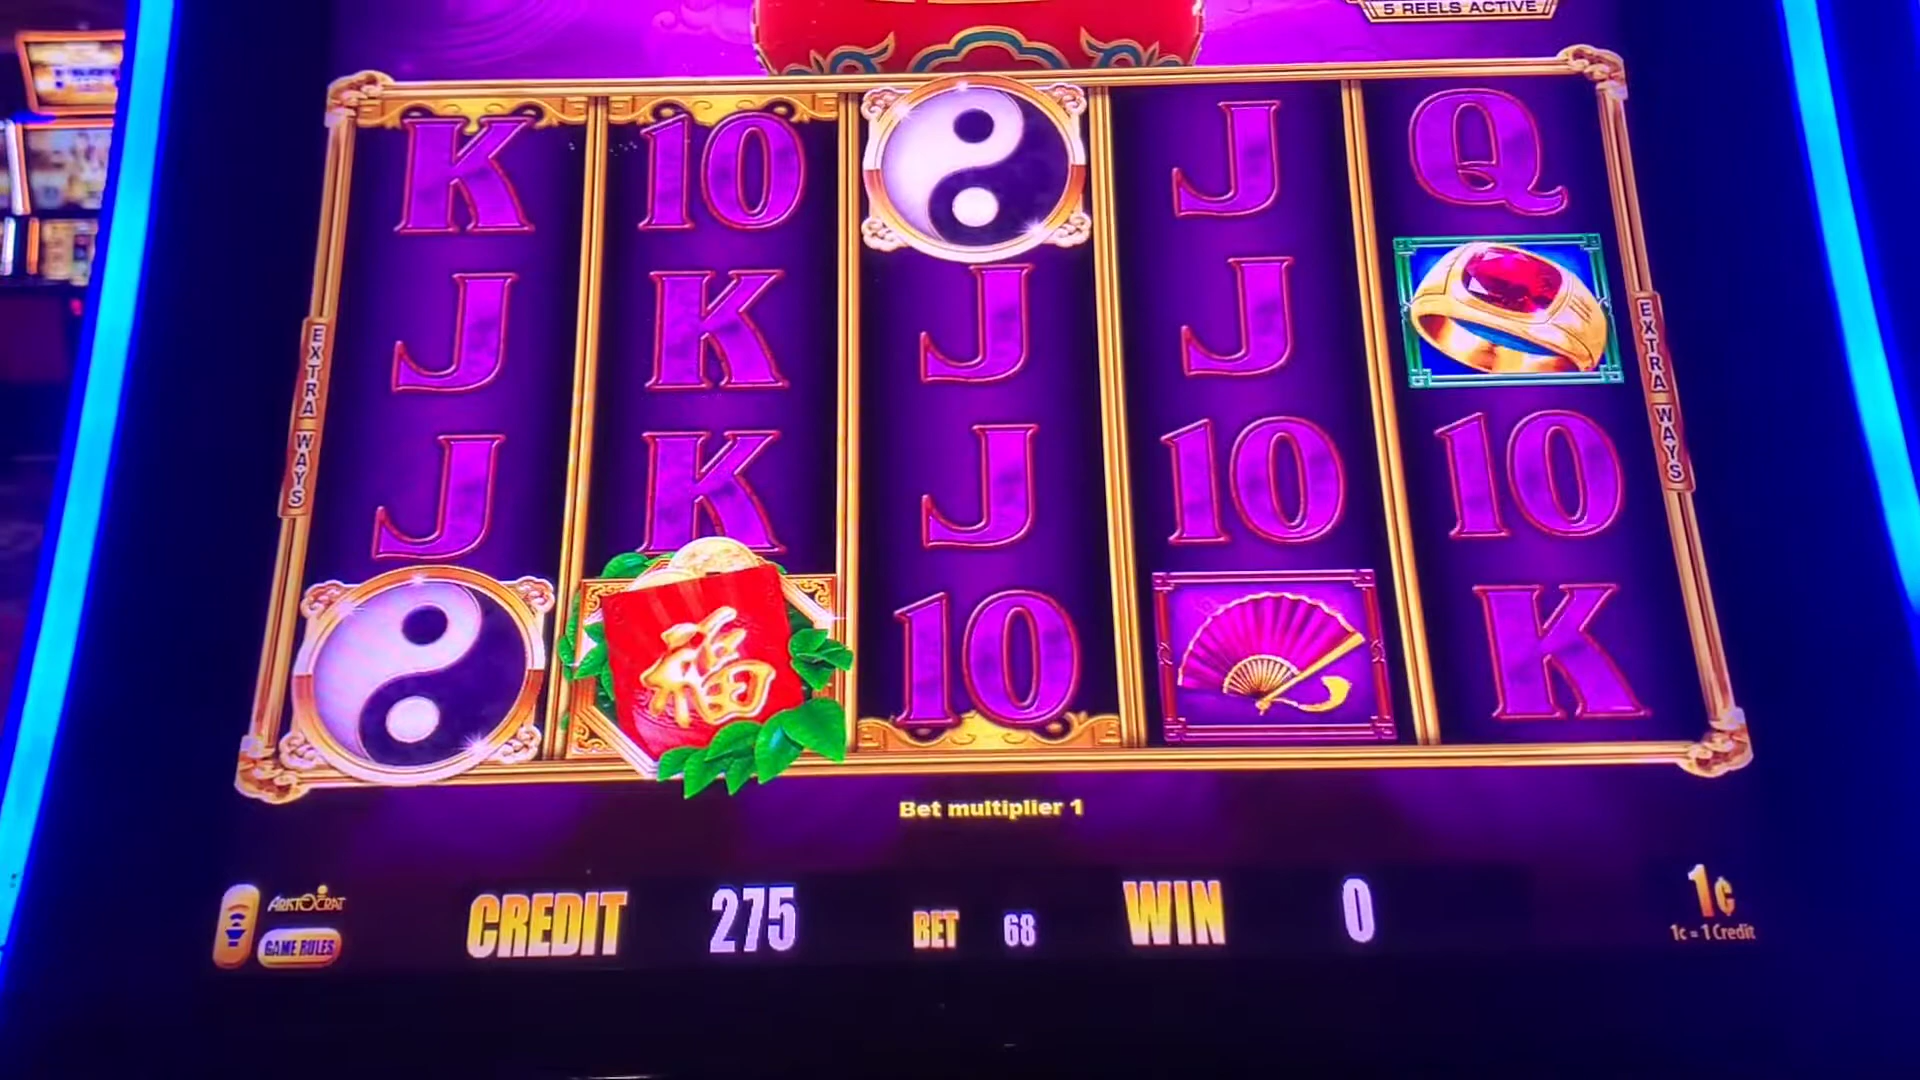 5 REELS ACTIVE
K 10 J Q
J K J J
J K J 10 10
福 10 K
EXTRA WAYS
EXTRA WAYS
Bet multiplier 1
ARISTOCRAT
GAME RULES
CREDIT 275 BET 68 WIN 0
1¢
1c = 1 Credit